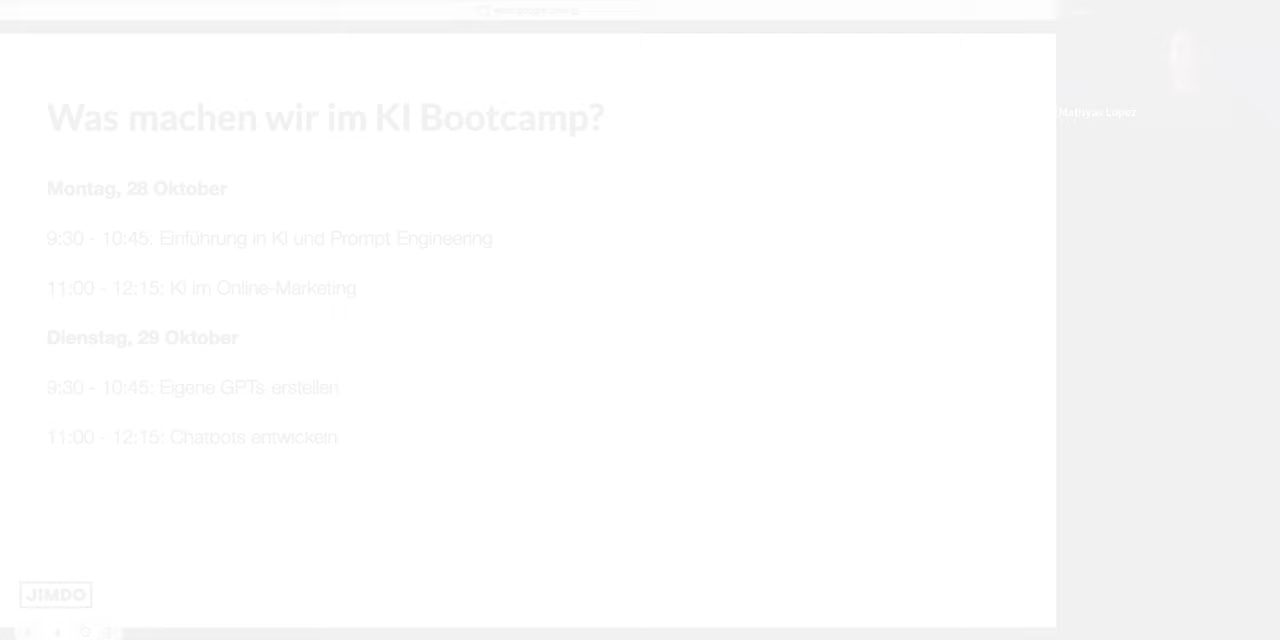 Was machen wir im KI Bootcamp?
Montag, 28 Oktober
9:30 - 10:45: Einführung in KI und Prompt Engineering
11:00 - 12:15: KI im Online-Marketing
Dienstag, 29 Oktober
9:30 - 10:45: Eigene GPTs erstellen
11:00 - 12:15: Chatbots entwickeln
JIMDO
Lopez